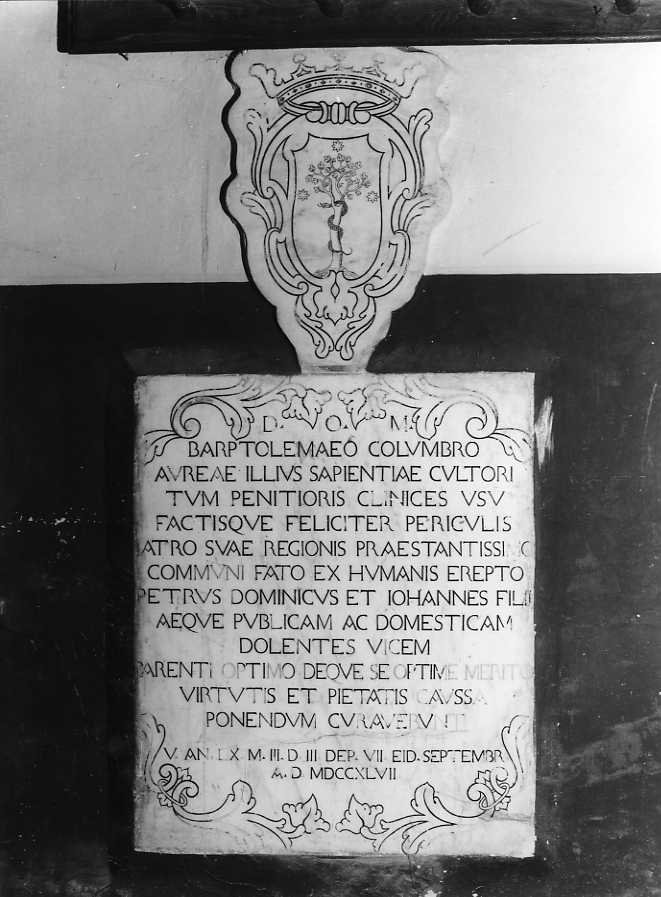 D. O. M.
BARPTOLEMAEO COLVMBRO
AVREAE ILLIVS SAPIENTIAE CVLTORI
TVM PENITIORIS CLINICES USV
FACTISQVE FELICITER PERICVLIS
IATRO SVAE REGIONIS PRAESTANTISSIMO
COMMVNI FATO EX HVMANIS EREPTO
PETRVS DOMINICVS ET IOHANNES FILII
AEQVE PVBLICAM AC DOMESTICAM
DOLENTES VICEM
PARENTI OPTIMO DEQVE SE OPTIME MERITO
VIRTVTIS ET PIETATIS CAVSSA
PONENDVM CVRAVERVNT
V. AN. LX M. III. D III DEP. VII EID. SEPTEMBR
A. D MDCCXLVII